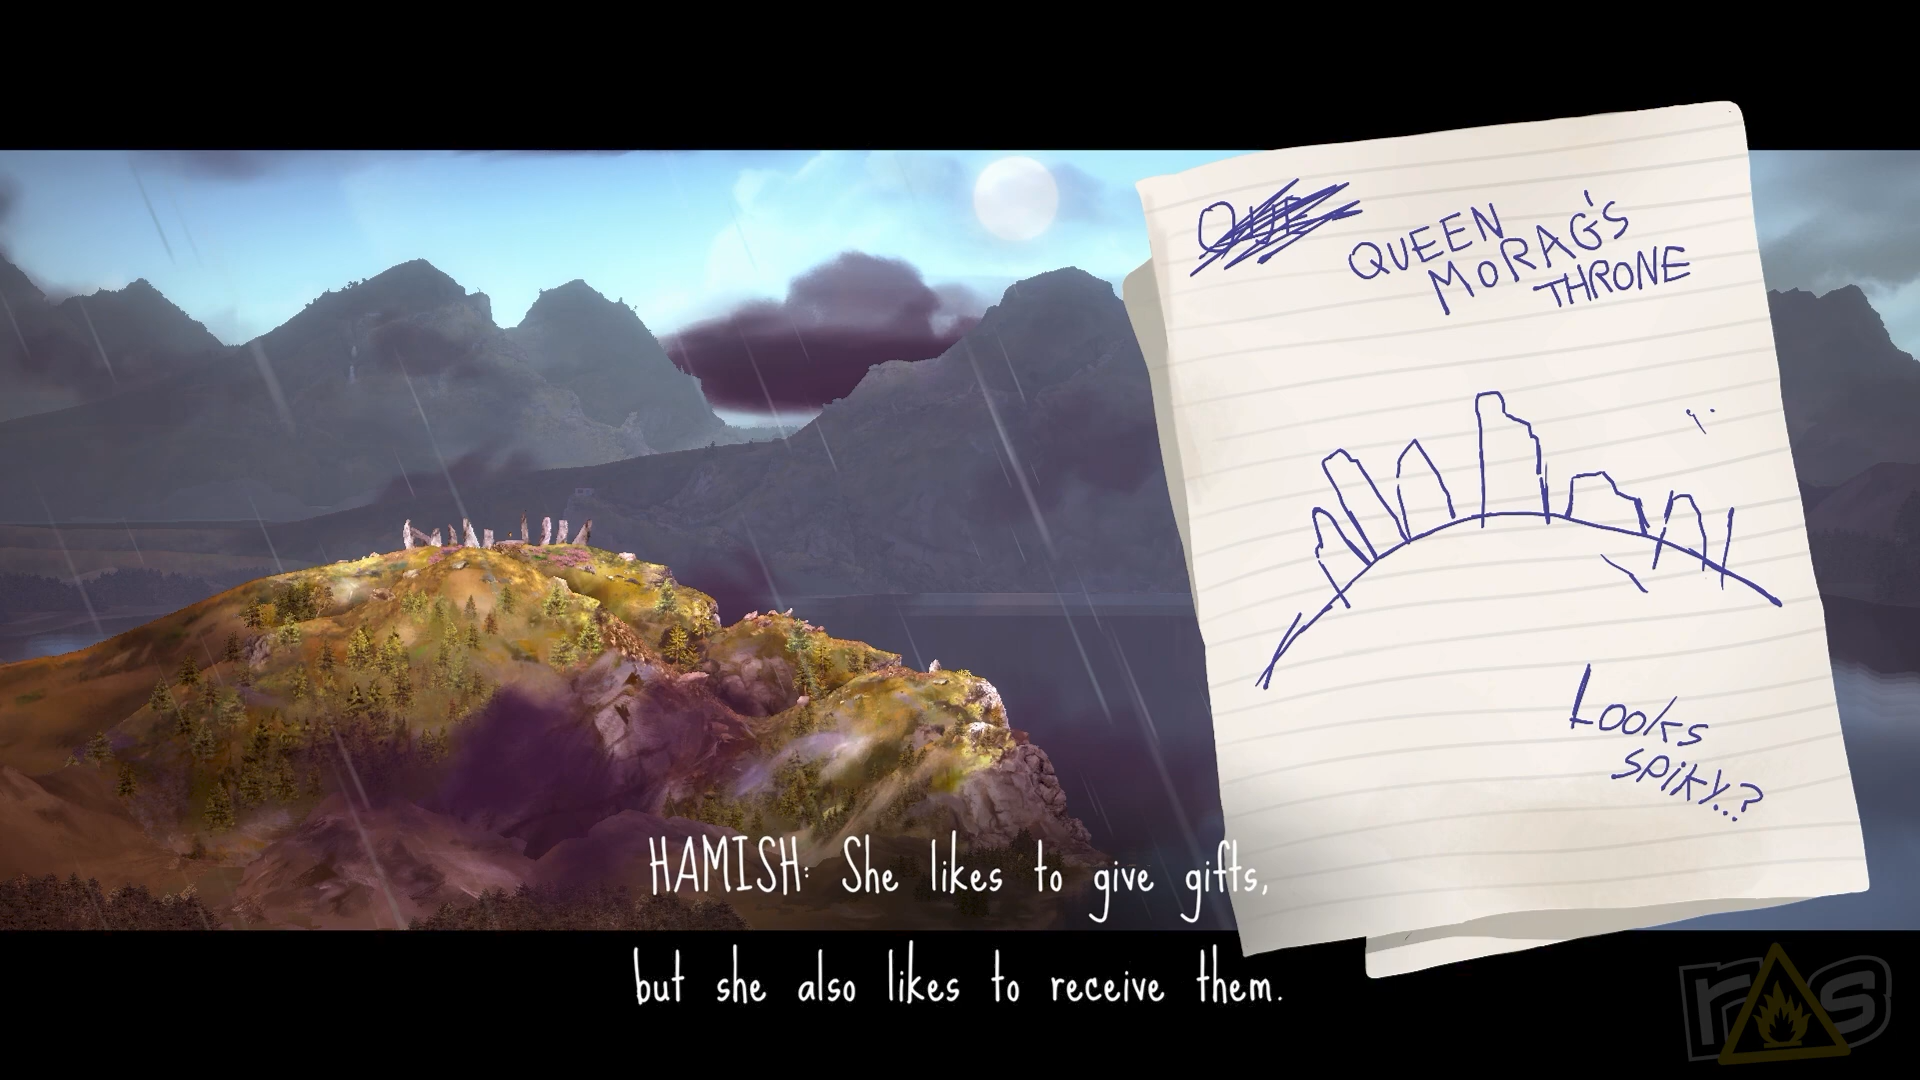 QUEEN
MORAG'S
THRONE
Looks
spiky..?
HAMISH: She likes to give gifts,
but she also likes to receive them.